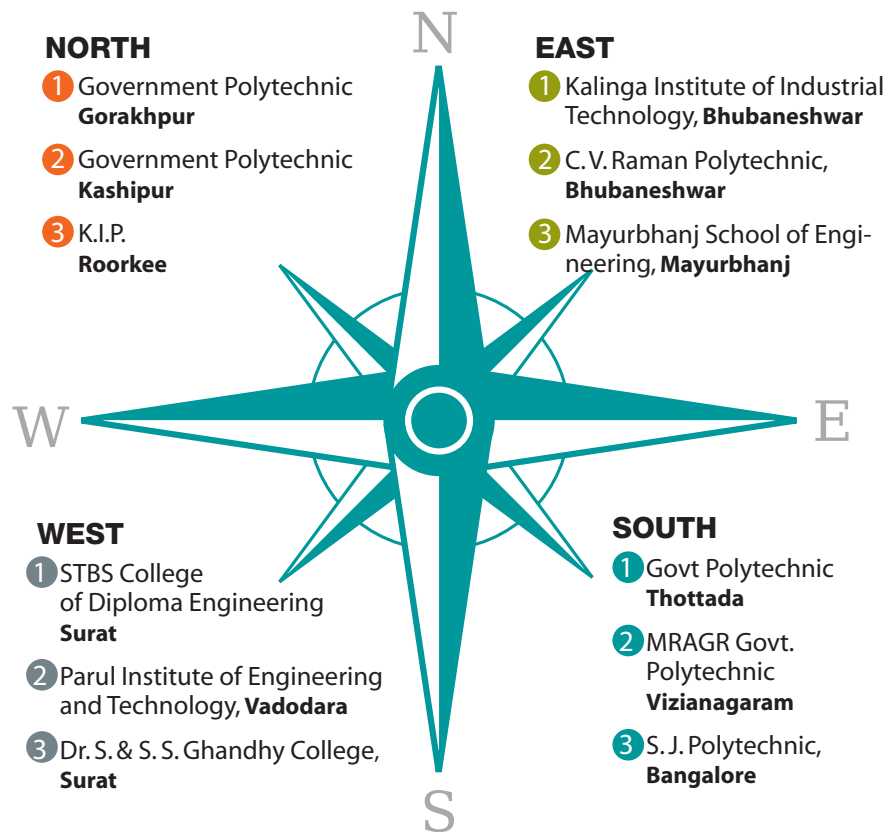 N
NORTH
1 Government Polytechnic
Gorakhpur
2 Government Polytechnic
Kashipur
3 K.I.P.
Roorkee
EAST
1 Kalinga Institute of Industrial
Technology, Bhubaneshwar
2 C.V. Raman Polytechnic,
Bhubaneshwar
3 Mayurbhanj School of Engi-
neering, Mayurbhanj
W
E
WEST
1 STBS College
of Diploma Engineering
Surat
2 Parul Institute of Engineering
and Technology, Vadodara
3 Dr. S. & S. S. Ghandhy College,
Surat
SOUTH
1 Govt Polytechnic
Thottada
2 MRAGR Govt.
Polytechnic
Vizianagaram
3 S. J. Polytechnic,
Bangalore
S